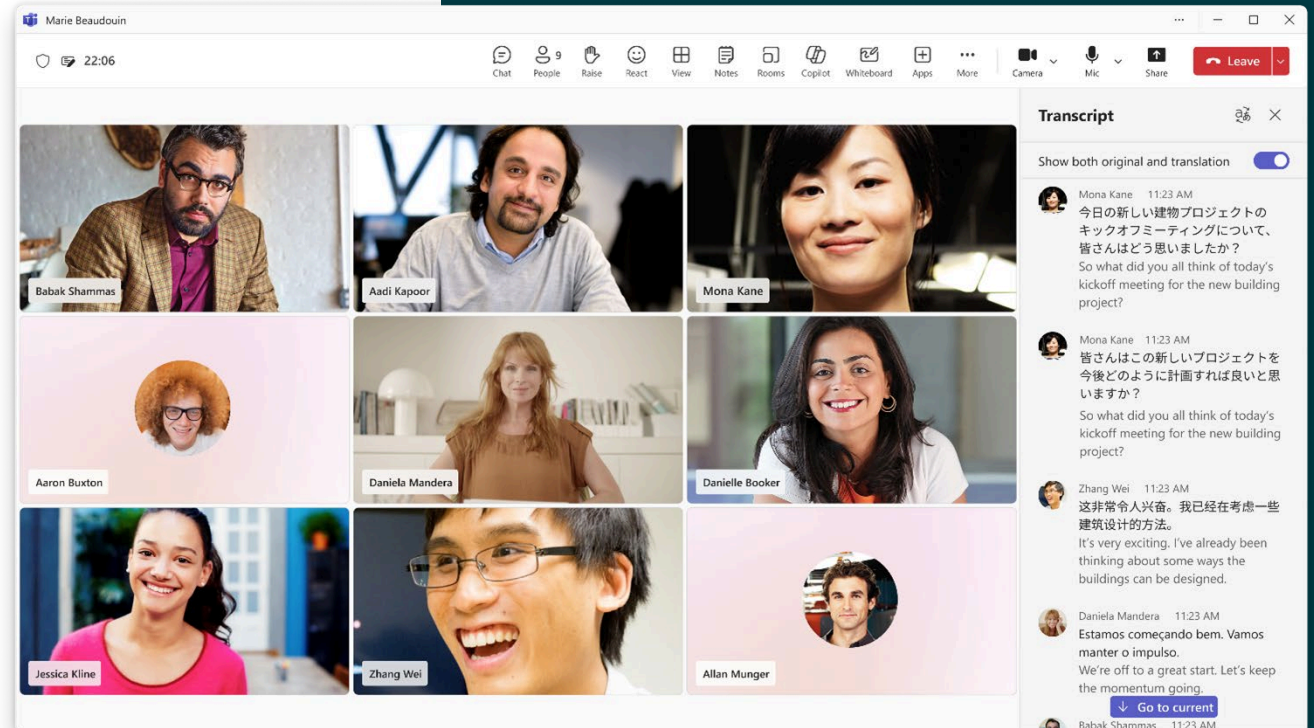 Marie Beaudouin
22:06
Chat
People
9
Raise
React
View
Notes
Rooms
Copilot
Whiteboard
Apps
More
Camera
Mic
Share
Leave
Babak Shammas
Aadi Kapoor
Mona Kane
Aaron Buxton
Daniela Mandera
Danielle Booker
Jessica Kline
Zhang Wei
Allan Munger
Transcript
Show both original and translation
Mona Kane 11:23 AM
今日の新しい建物プロジェクトの
キックオフミーティングについて、
皆さんはどう思いましたか？
So what did you all think of today's
kickoff meeting for the new building
project?
Mona Kane 11:23 AM
皆さんはこの新しいプロジェクトを
今後どのように計画すれば良いと思
いますか？
So what did you all think of today's
kickoff meeting for the new building
project?
Zhang Wei 11:23 AM
这非常令人兴奋。我已经在考虑一些
建筑设计的方法。
It's very exciting. I've already been
thinking about some ways the
buildings can be designed.
Daniela Mandera 11:23 AM
Estamos começando bem. Vamos
manter o impulso.
We're off to a great start. Let's keep
the momentum going.
Go to current
Babak Shammas 11:23 AM